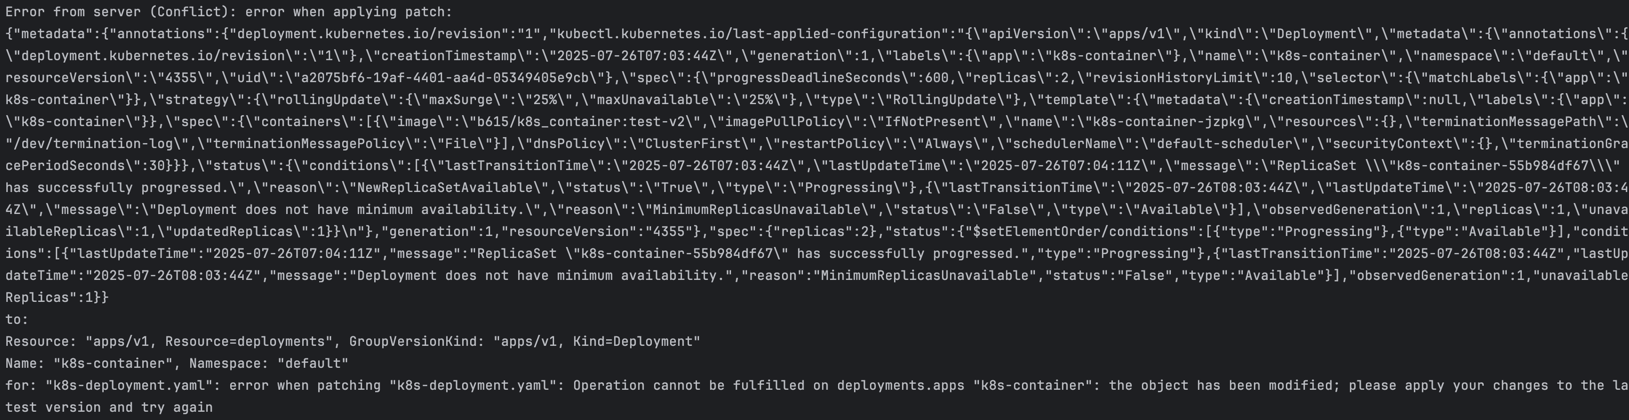 Error from server (Conflict): error when applying patch:
{"metadata":{"annotations":{"deployment.kubernetes.io/revision":"1","kubectl.kubernetes.io/last-applied-configuration":"{\"apiVersion\":\"apps/v1\",\"kind\":\"Deployment\",\"metadata\":{\"annotations\":{
\"deployment.kubernetes.io/revision\":\"1\"},\"creationTimestamp\":\"2025-07-26T07:03:44Z\",\"generation\":1,\"labels\":{\"app\":\"k8s-container\"},\"name\":\"k8s-container\",\"namespace\":\"default\",\"
resourceVersion\":\"4355\",\"uid\":\"a2075bf6-19af-4401-aa4d-05349405e9cb\"},\"spec\":{\"progressDeadlineSeconds\":600,\"replicas\":2,\"revisionHistoryLimit\":10,\"selector\":{\"matchLabels\":{\"app\":\"
k8s-container\"}},\"strategy\":{\"rollingUpdate\":{\"maxSurge\":\"25%\",\"maxUnavailable\":\"25%\"},\"type\":\"RollingUpdate\"},\"template\":{\"metadata\":{\"creationTimestamp\":null,\"labels\":{\"app\":
\"k8s-container\"}},\"spec\":{\"containers\":[{\"image\":\"b615/k8s_container:test-v2\",\"imagePullPolicy\":\"IfNotPresent\",\"name\":\"k8s-container-jzpkg\",\"resources\":{},\"terminationMessagePath\":\
"/dev/termination-log\",\"terminationMessagePolicy\":\"File\"}],\"dnsPolicy\":\"ClusterFirst\",\"restartPolicy\":\"Always\",\"schedulerName\":\"default-scheduler\",\"securityContext\":{},\"terminationGra
cePeriodSeconds\":30}}},\"status\":{\"conditions\":[{\"lastTransitionTime\":\"2025-07-26T07:03:44Z\",\"lastUpdateTime\":\"2025-07-26T07:04:11Z\",\"message\":\"ReplicaSet \\\"k8s-container-55b984df67\\\"
has successfully progressed.\",\"reason\":\"NewReplicaSetAvailable\",\"status\":\"True\",\"type\":\"Progressing\"},{\"lastTransitionTime\":\"2025-07-26T08:03:44Z\",\"lastUpdateTime\":\"2025-07-26T08:03:4
4Z\",\"message\":\"Deployment does not have minimum availability.\",\"reason\":\"MinimumReplicasUnavailable\",\"status\":\"False\",\"type\":\"Available\"}],\"observedGeneration\":1,\"replicas\":1,\"unava
ilableReplicas\":1,\"updatedReplicas\":1}}\n"},"generation":1,"resourceVersion":"4355"},"spec":{"replicas":2},"status":{"$setElementOrder/conditions":[{"type":"Progressing"},{"type":"Available"}],"condit
ions":[{"lastUpdateTime":"2025-07-26T07:04:11Z","message":"ReplicaSet \"k8s-container-55b984df67\" has successfully progressed.","type":"Progressing"},{"lastTransitionTime":"2025-07-26T08:03:44Z","lastUp
dateTime":"2025-07-26T08:03:44Z","message":"Deployment does not have minimum availability.","reason":"MinimumReplicasUnavailable","status":"False","type":"Available"}],"observedGeneration":1,"unavailable
Replicas":1}}
to:
Resource: "apps/v1, Resource=deployments", GroupVersionKind: "apps/v1, Kind=Deployment"
Name: "k8s-container", Namespace: "default"
for: "k8s-deployment.yaml": error when patching "k8s-deployment.yaml": Operation cannot be fulfilled on deployments.apps "k8s-container": the object has been modified; please apply your changes to the la
test version and try again